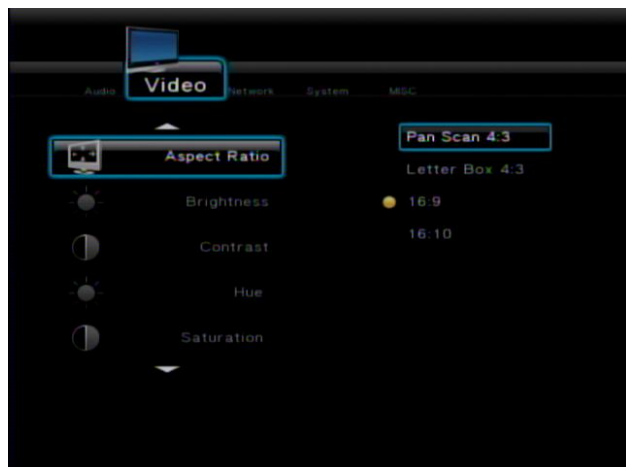 Audio Video Network System MISC
Aspect Ratio
Brightness
Contrast
Hue
Saturation
Pan Scan 4:3
Letter Box 4:3
16:9
16:10